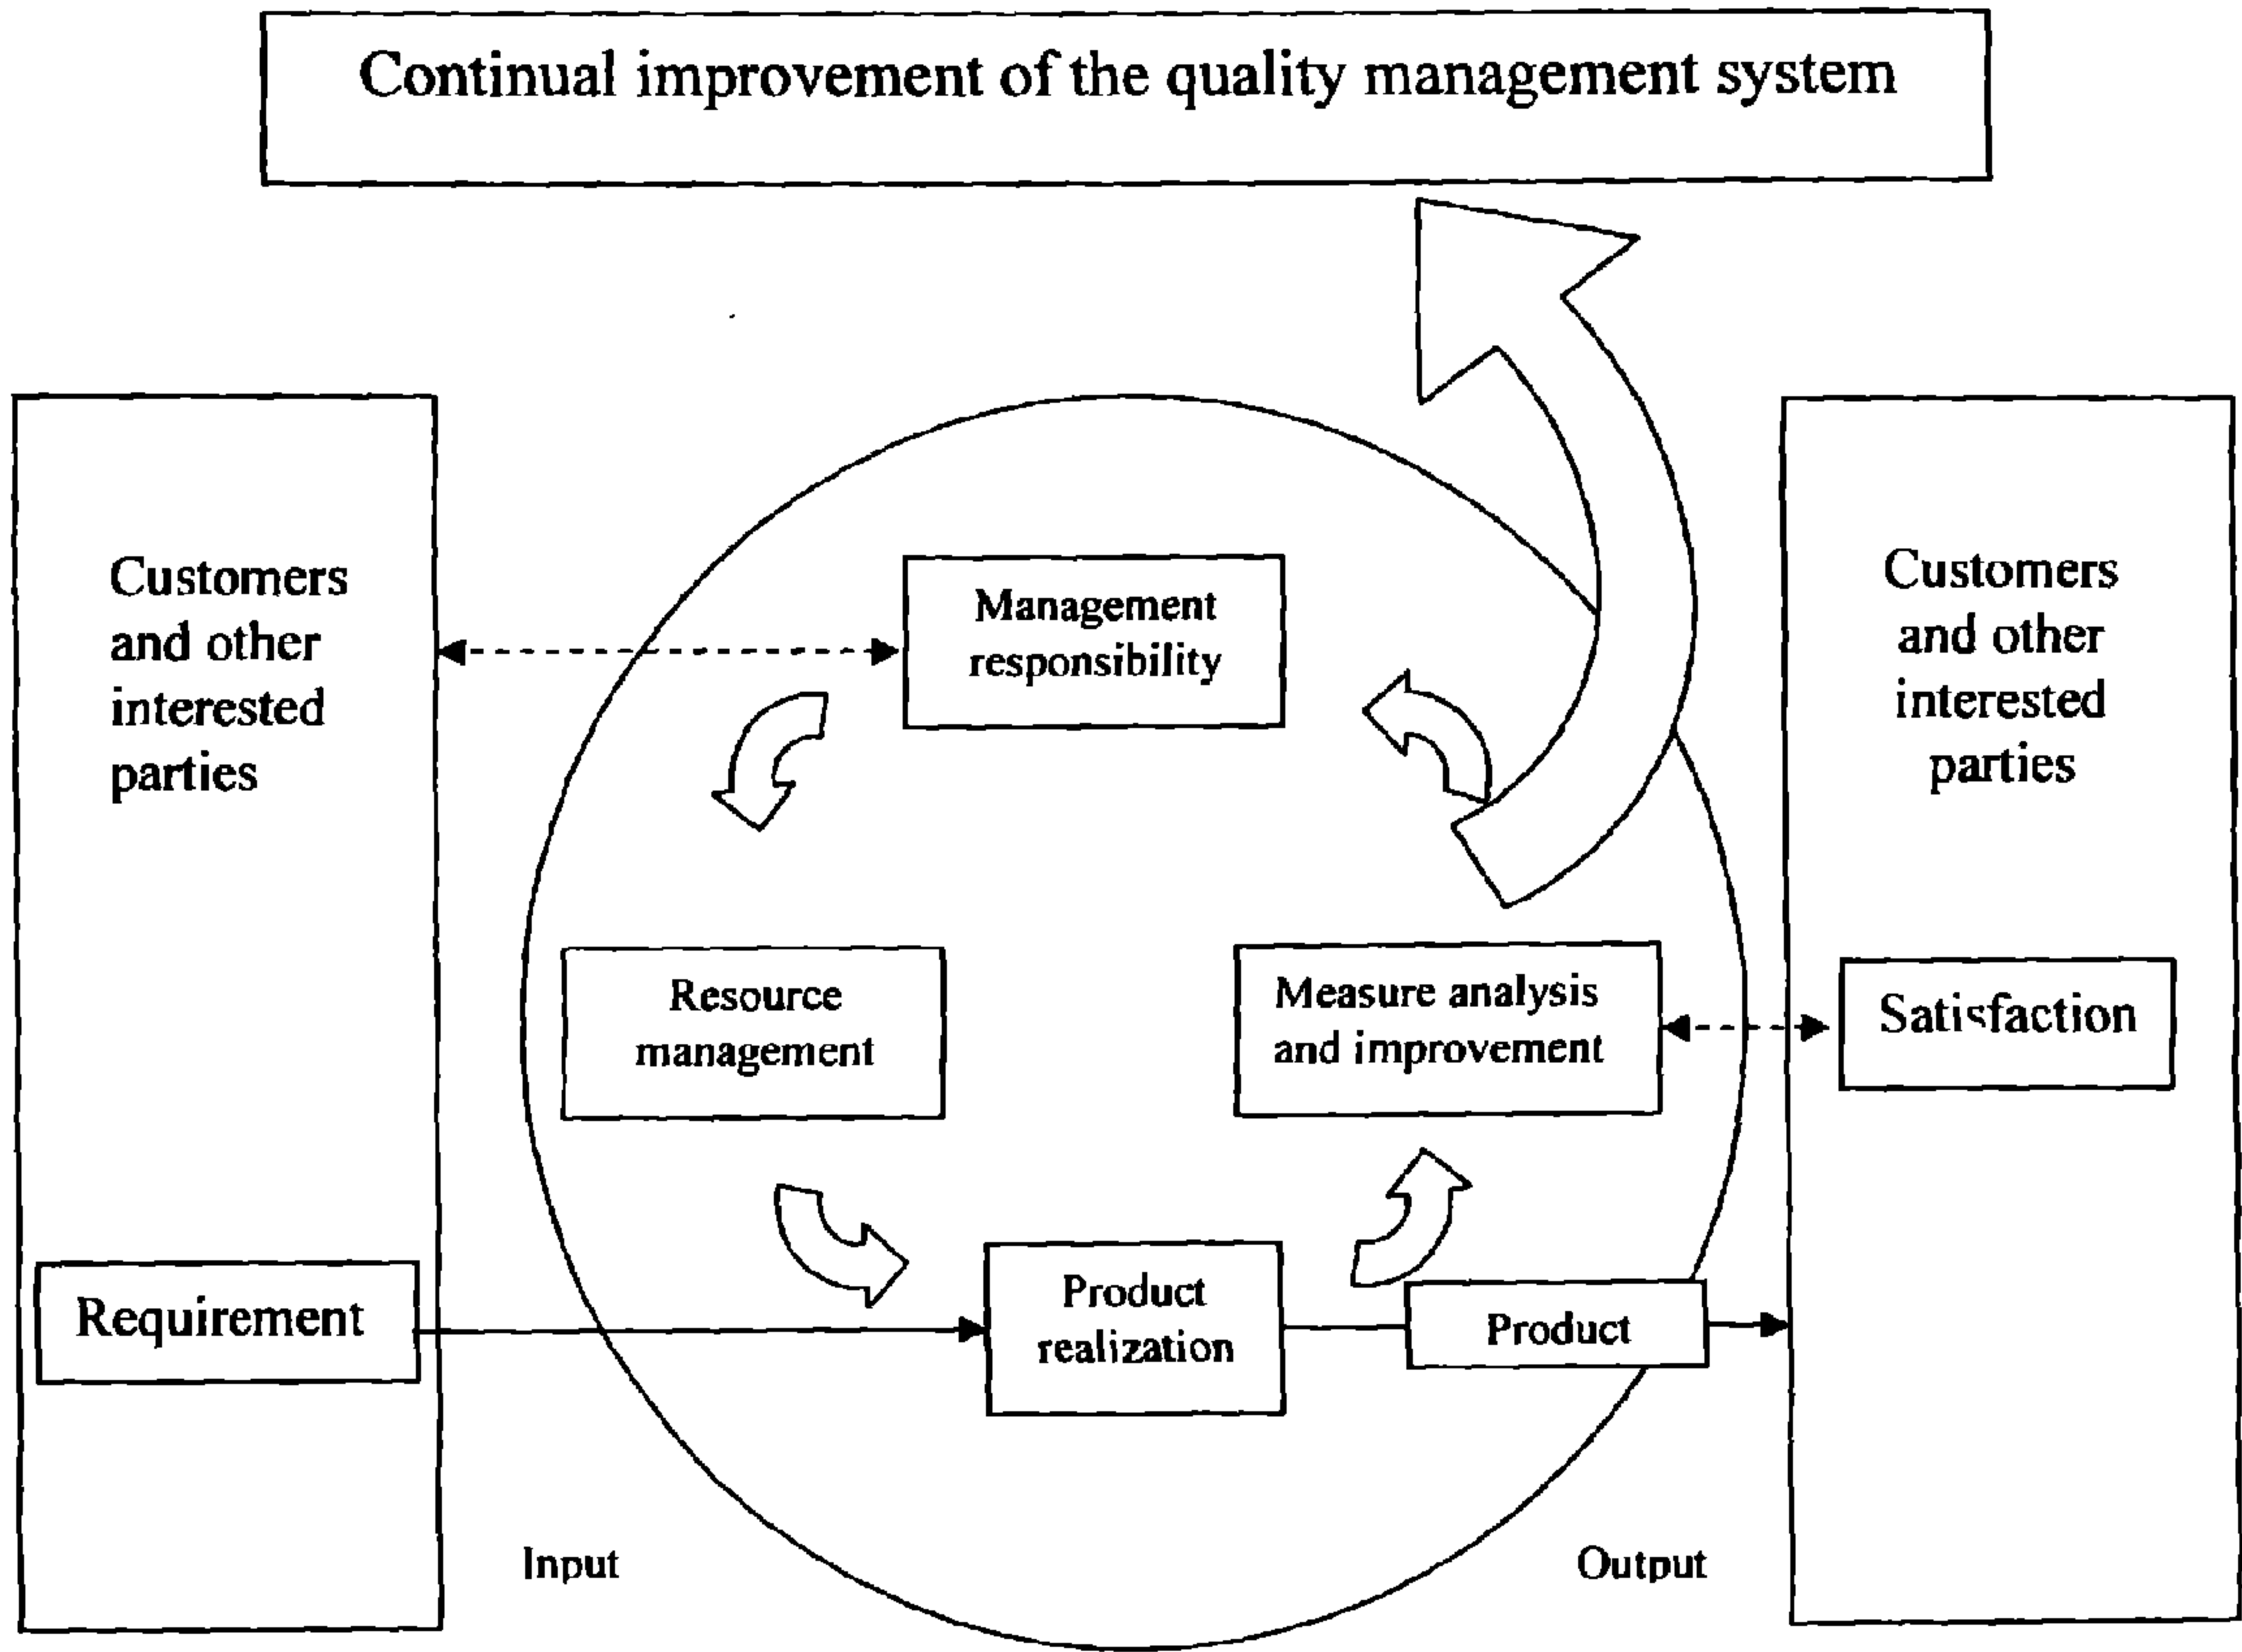 Continual improvement of the quality management system
Customers
and other
interested
parties
Requirement
Management
responsibility
Resource
management
Measure analysis
and improvement
Product
realization
Product
Customers
and other
interested
parties
Satisfaction
Input
Output